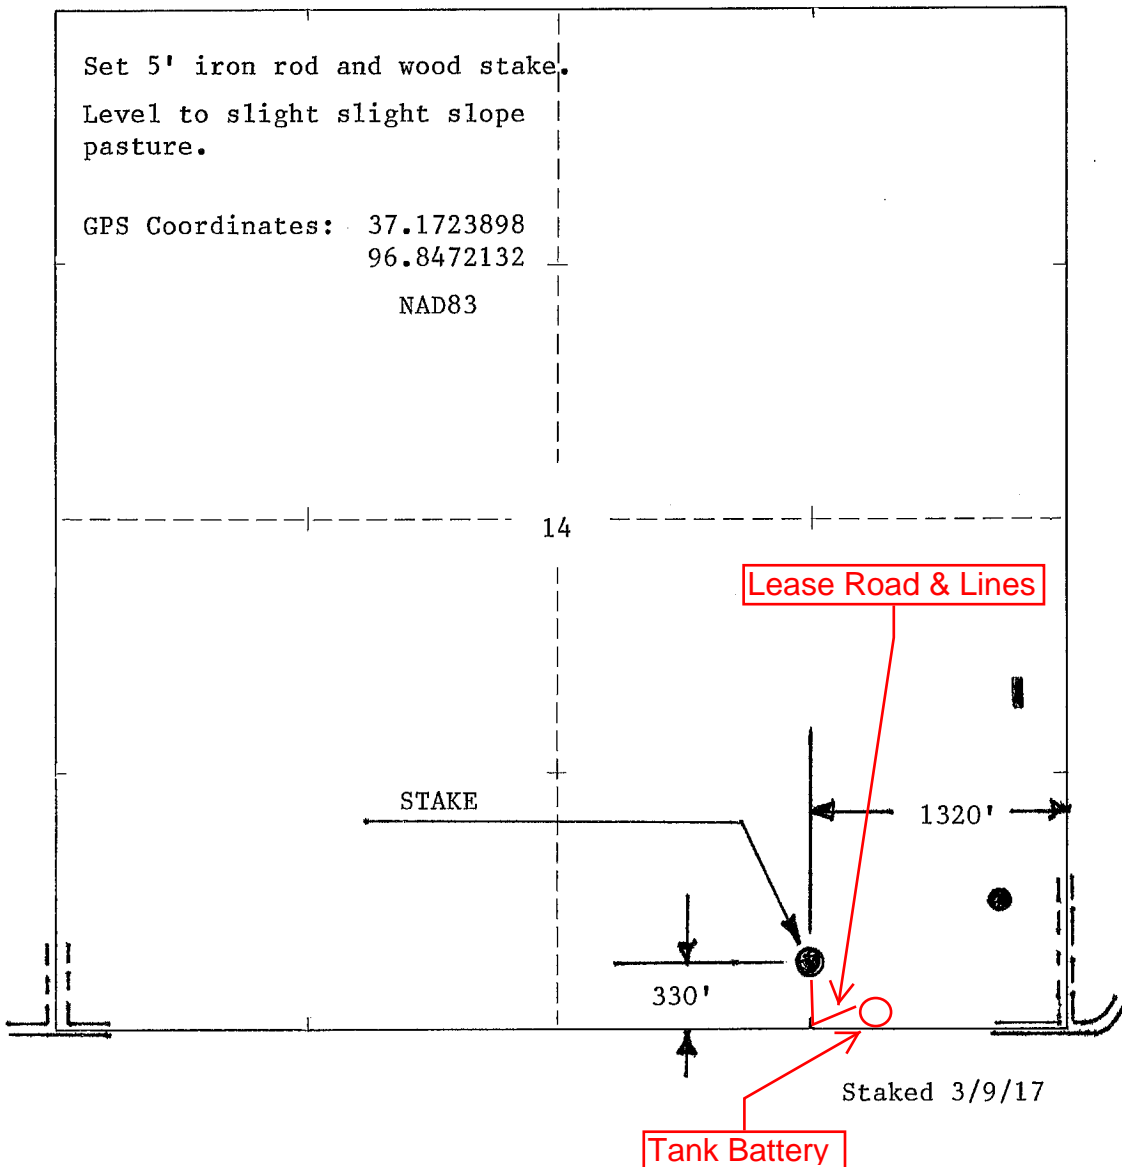 Set 5' iron rod and wood stake.
Level to slight slight slope
pasture.
GPS Coordinates: 37.1723898
96.8472132
NAD83
14
Lease Road & Lines
STAKE
1320'
330'
Staked 3/9/17
Tank Battery